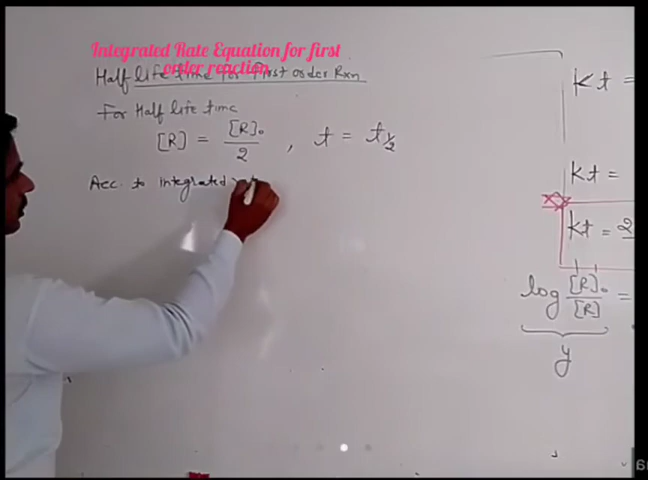 Integrated Rate Equation for first
order reaction
Half life time for First order Rxn
For Half life time
[R] = [R]₀ / 2 , t = t½
Acc. to integrated
Kt =
Kt =
Kt = 2
log [R]₀ / [R] =
y